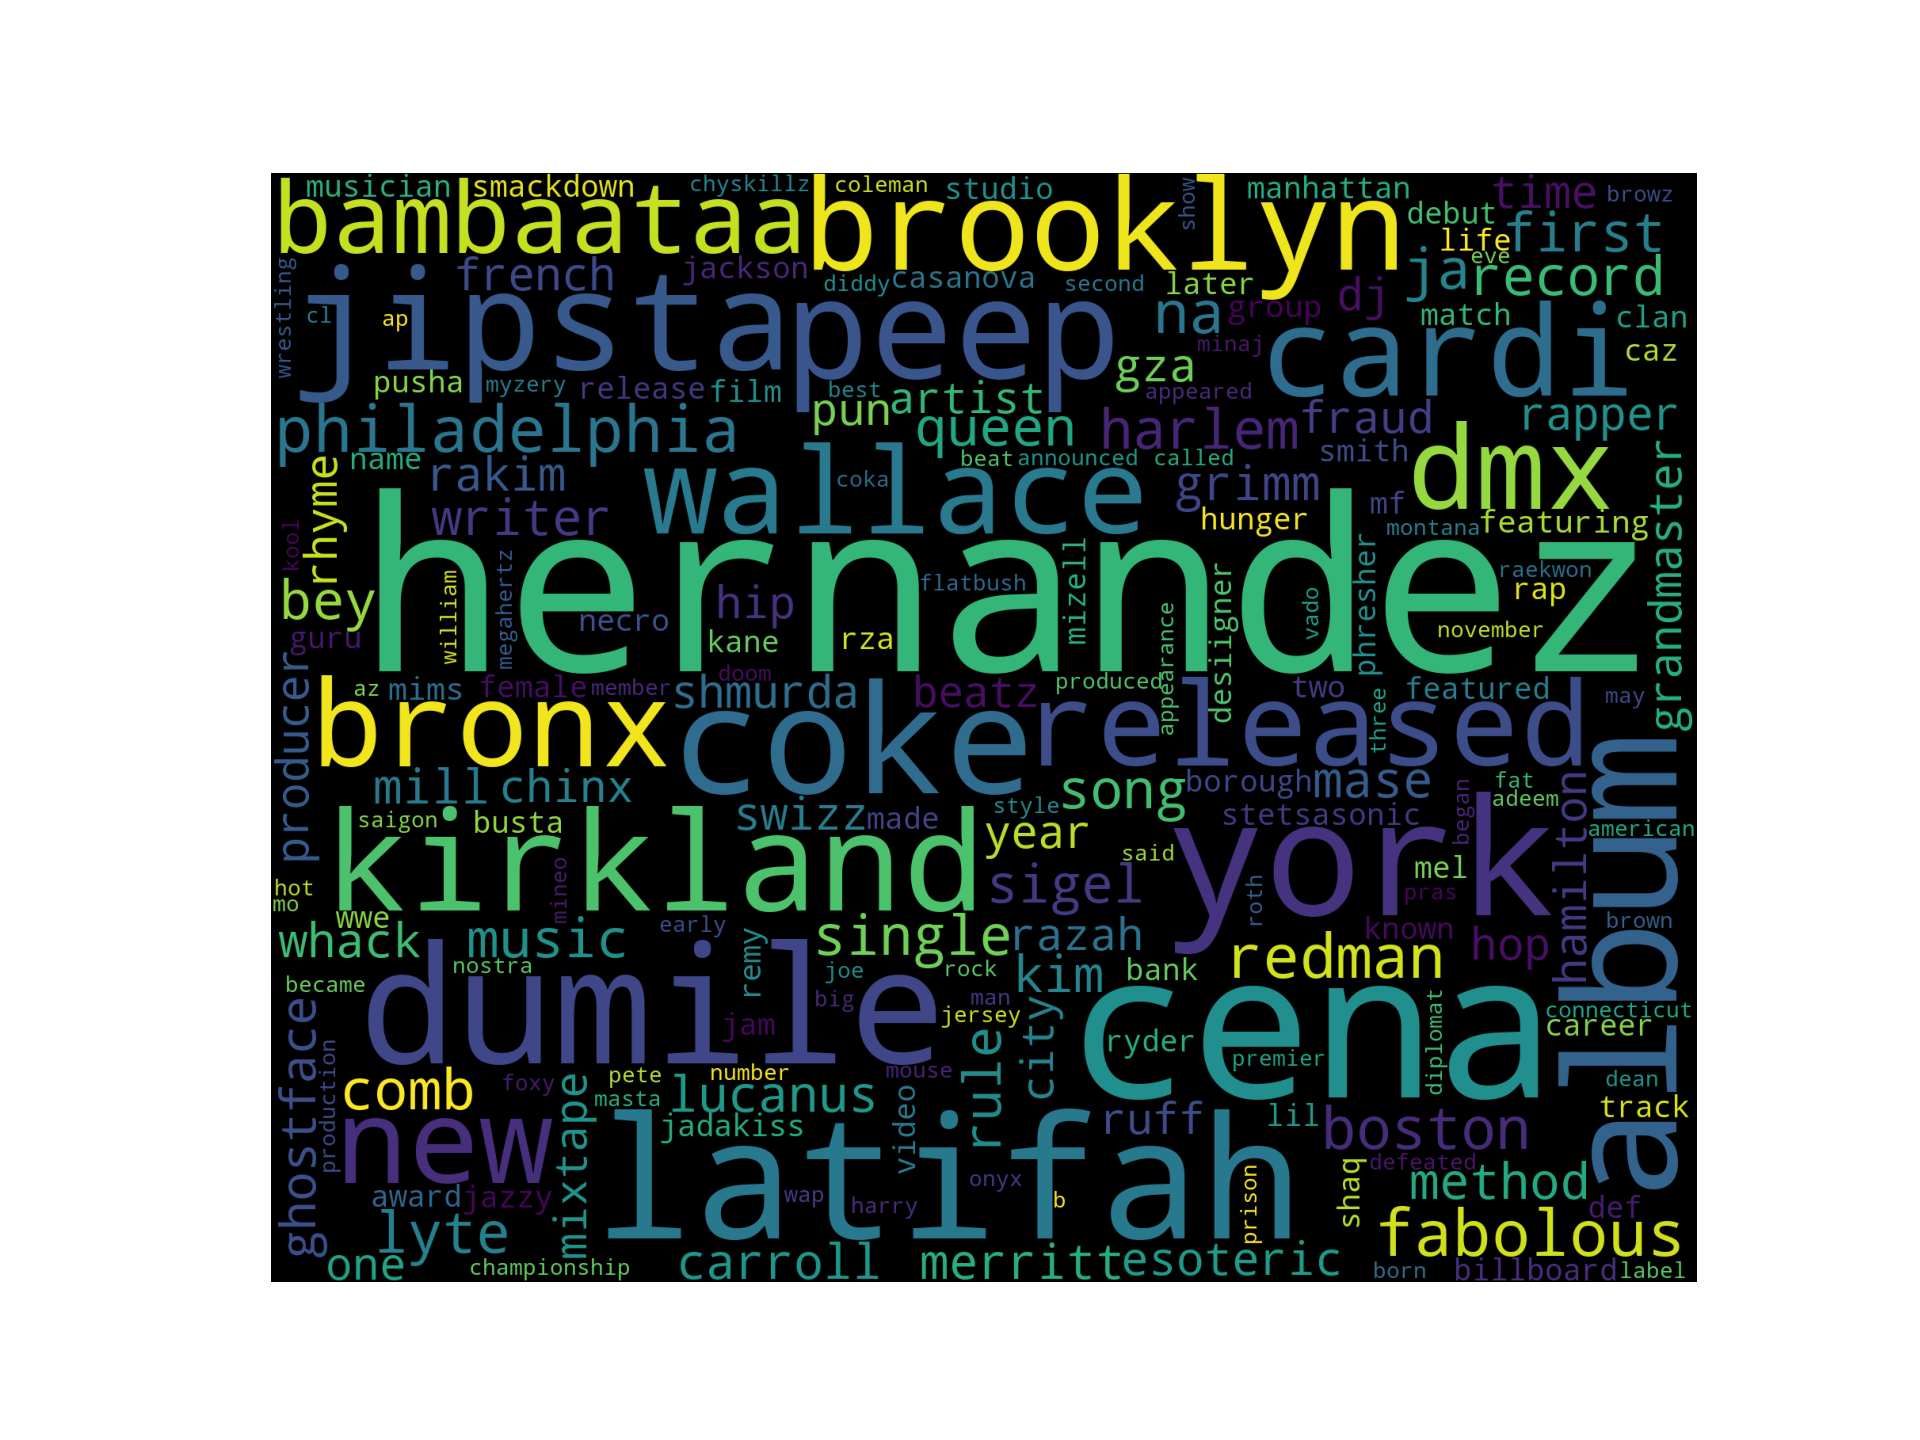 musician smackdown chyskillz coleman studio show manhattan time browz
bambaataa brooklyn debut first
life eve
wrestling french jackson diddy casanova second later ja record
jipsta peep na group dj cardi clan
cl ap minaj match caz
pusha myzery release film best gza appeared
philadelphia pun artist queen harlem fraud rapper
name rakim beat announced called smith dmx
rhyme writer wallace coka grimm mf grandmaster
kool hunger montana featuring
hernandez
bey william megahertz necro hip flatbush mizell appearance desiigner vado phresher raekwon rap
guru kane rza november
producer doom
az mims female member shmurda beatz produced two featured may
bronx coke released three
mill chinx song borough mase fat album
saigon busta swizz made style year stetsasonic began adeem hamilton
kirkland york american
mineo said mel
hot sigel roth pras
mo wwe early brown
whack music single razah known hop
nostra remy joe rock kim bank redman
became big man
dumile jam jersey city cena connecticut
ghostface production rule ryder premier diplomat career
comb foxy pete number mouse dean
mixtape masta lucanus video track
new jadakiss latifah ruff lil boston
shaq defeated
award jazzy wap harry onyx b prison method def
lyte fabolous
one championship carroll merritt esoteric born billboard label